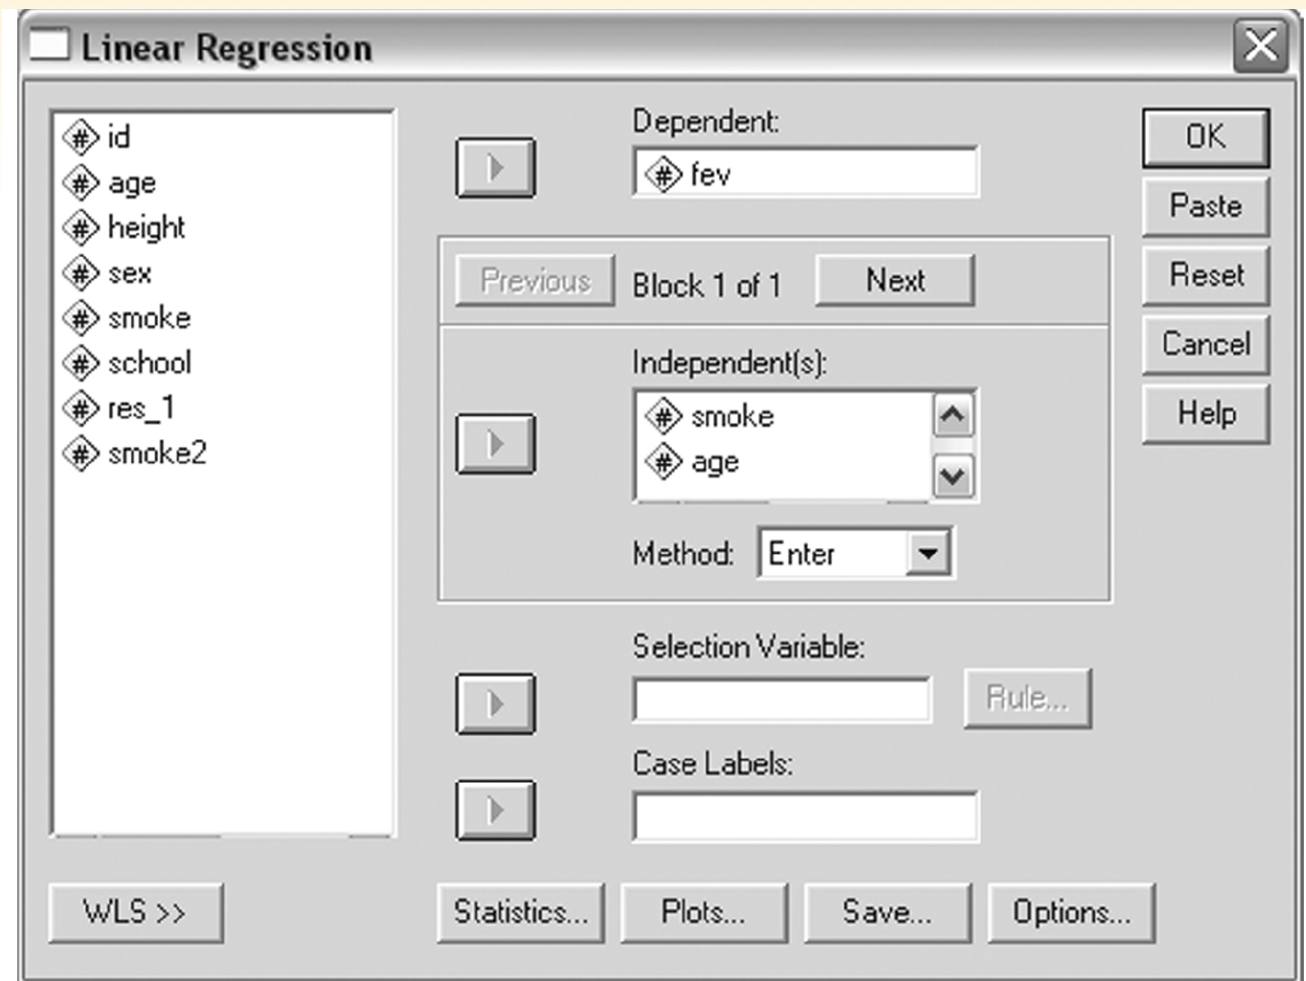 Linear Regression
id
age
height
sex
smoke
school
res_1
smoke2
WLS >>
Dependent:
fev
Previous
Block 1 of 1
Next
Independent(s):
smoke
age
Method:
Enter
Selection Variable:
Rule...
Case Labels:
Statistics...
Plots...
Save...
Options...
OK
Paste
Reset
Cancel
Help